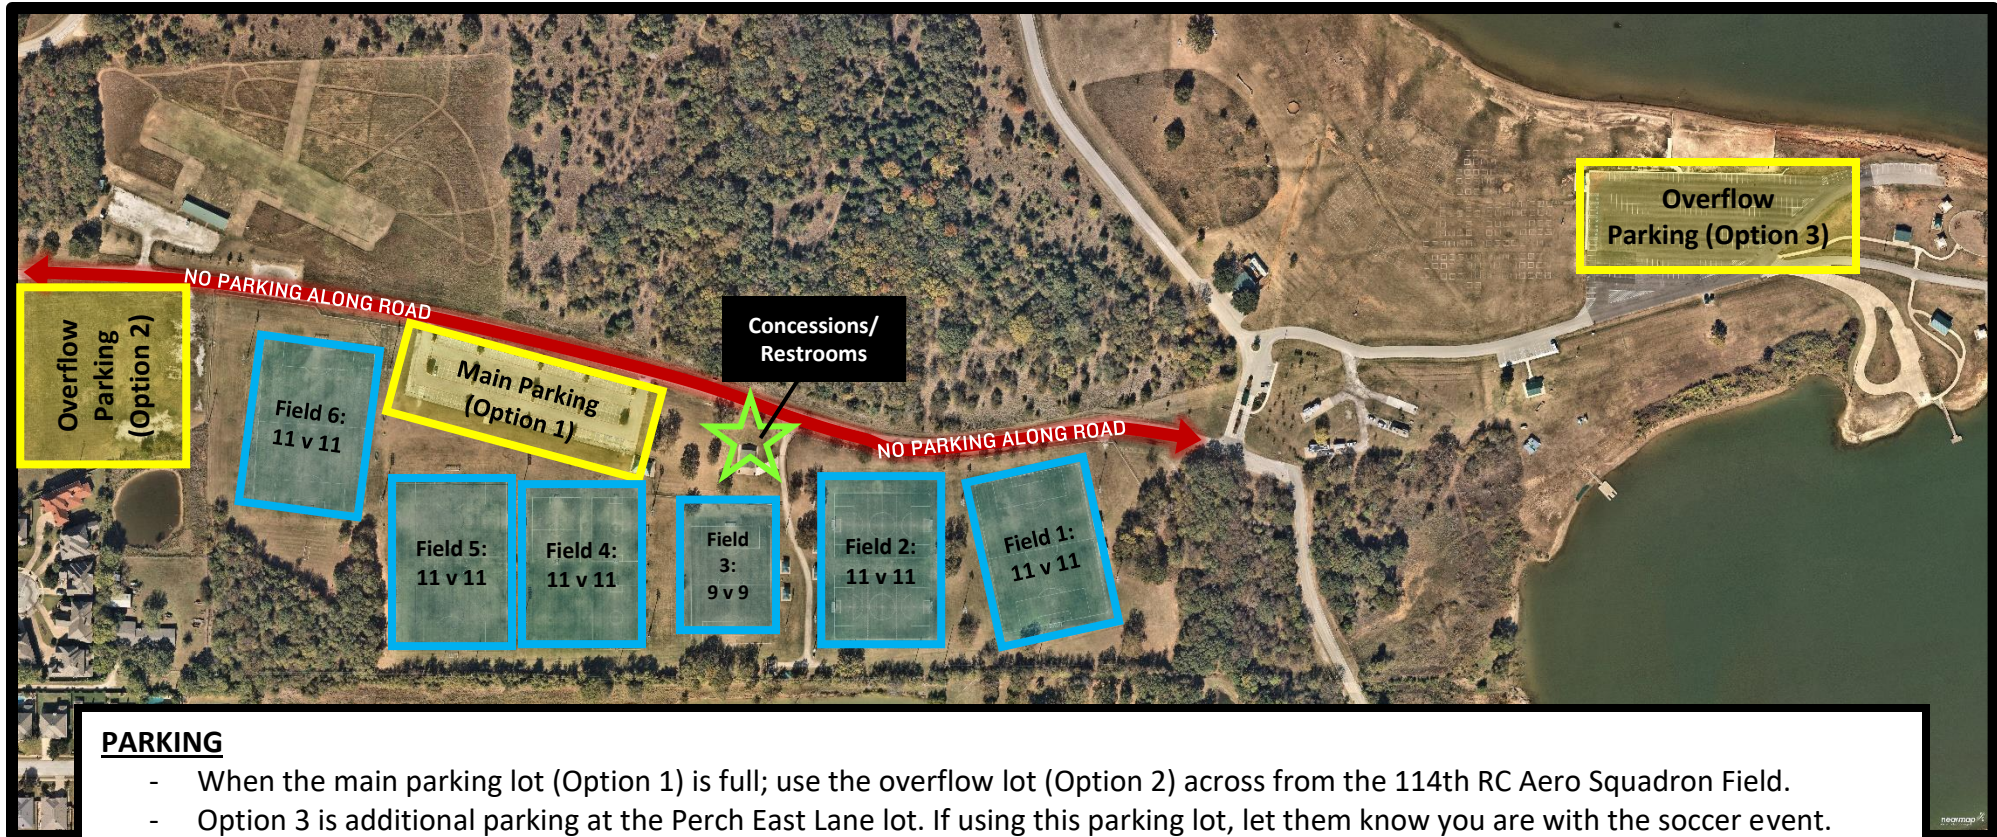 Overflow
Parking (Option 3)
NO PARKING ALONG ROAD
Overflow
Parking
(Option 2)
Concessions/
Restrooms
Main Parking
(Option 1)
Field 6:
11 v 11
NO PARKING ALONG ROAD
Field 5:
11 v 11
Field 4:
11 v 11
Field
3:
9 v 9
Field 2:
11 v 11
Field 1:
11 v 11
PARKING
- When the main parking lot (Option 1) is full; use the overflow lot (Option 2) across from the 114th RC Aero Squadron Field.
- Option 3 is additional parking at the Perch East Lane lot. If using this parking lot, let them know you are with the soccer event.
nearmap